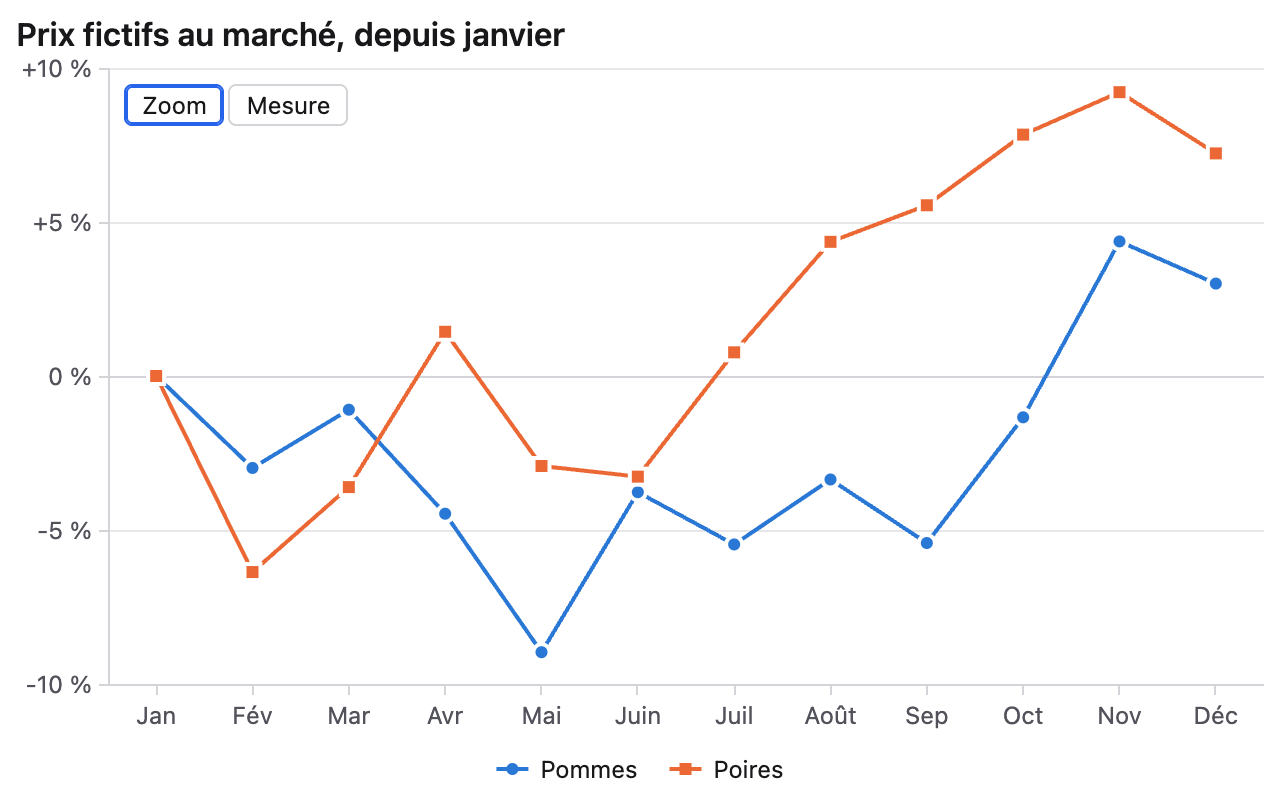 Prix fictifs au marché, depuis janvier
+10 %
Zoom Mesure
+5 %
0 %
-5 %
-10 %
Jan Fév Mar Avr Mai Juin Juil Août Sep Oct Nov Déc
Pommes Poires